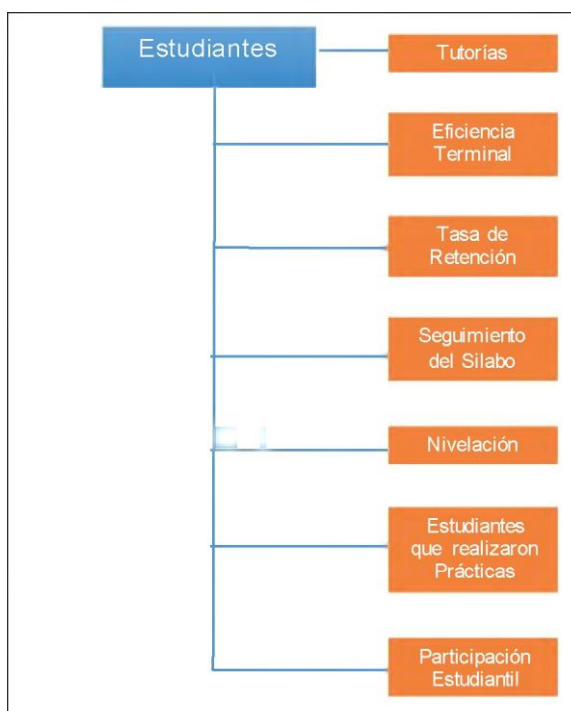 Estudiantes
Tutorías
Eficiencia
Terminal
Tasa de
Retención
Seguimiento
del Silabo
Nivelación
Estudiantes
que realizaron
Prácticas
Participación
Estudiantil